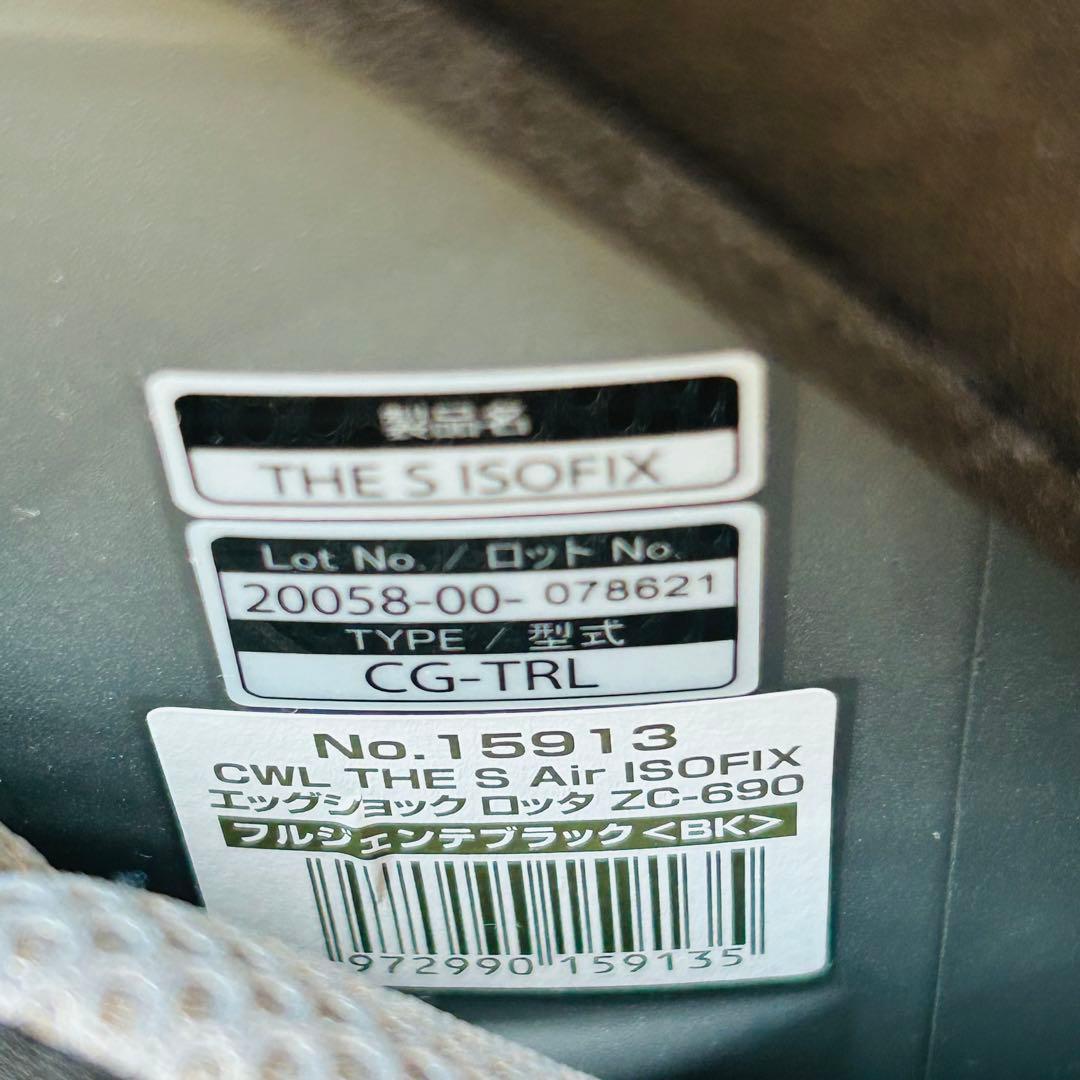 製品名
THE S ISOFIX
Lot No. / ロット No.
20058-00- 078621
TYPE / 型式
CG-TRL
No.15913
CWL THE S Air ISOFIX
エッグショック ロッタ ZC-690
フルジェンテブラック<BK>
972990 159135